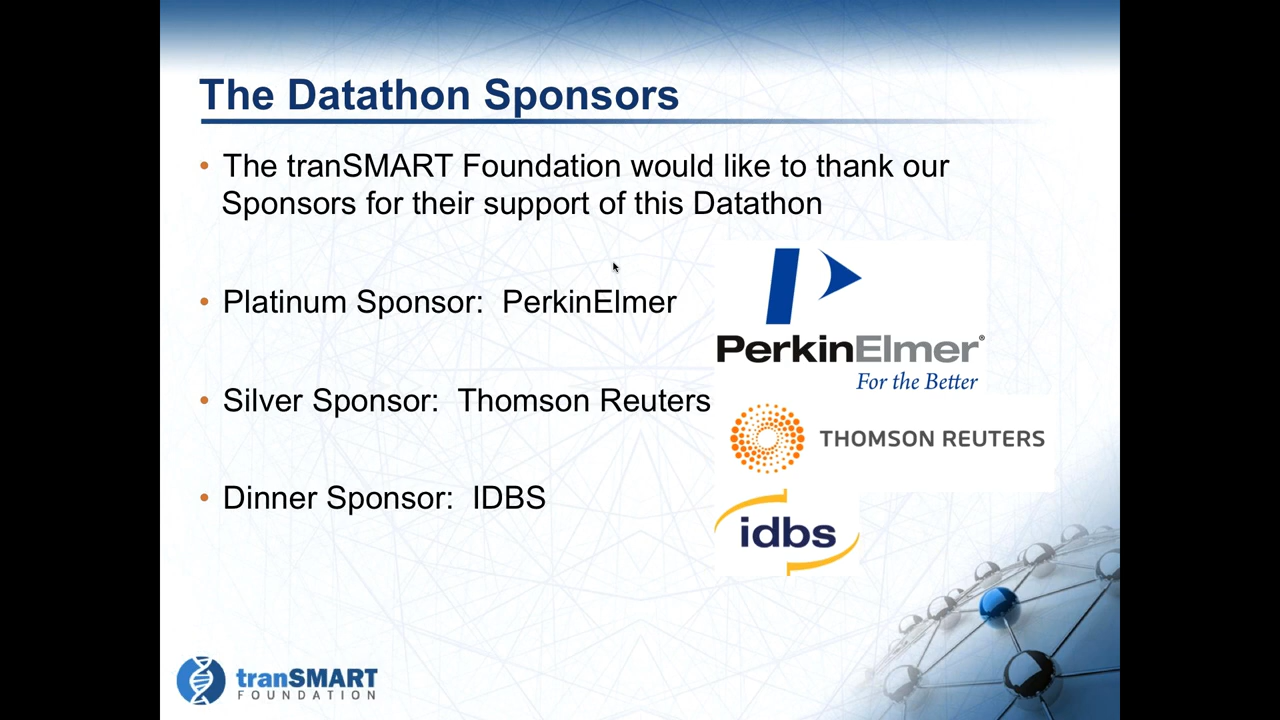 The Datathon Sponsors
• The tranSMART Foundation would like to thank our
Sponsors for their support of this Datathon
• Platinum Sponsor: PerkinElmer
PerkinElmer®
For the Better
• Silver Sponsor: Thomson Reuters
THOMSON REUTERS
• Dinner Sponsor: IDBS
idbs
tranSMART
FOUNDATION